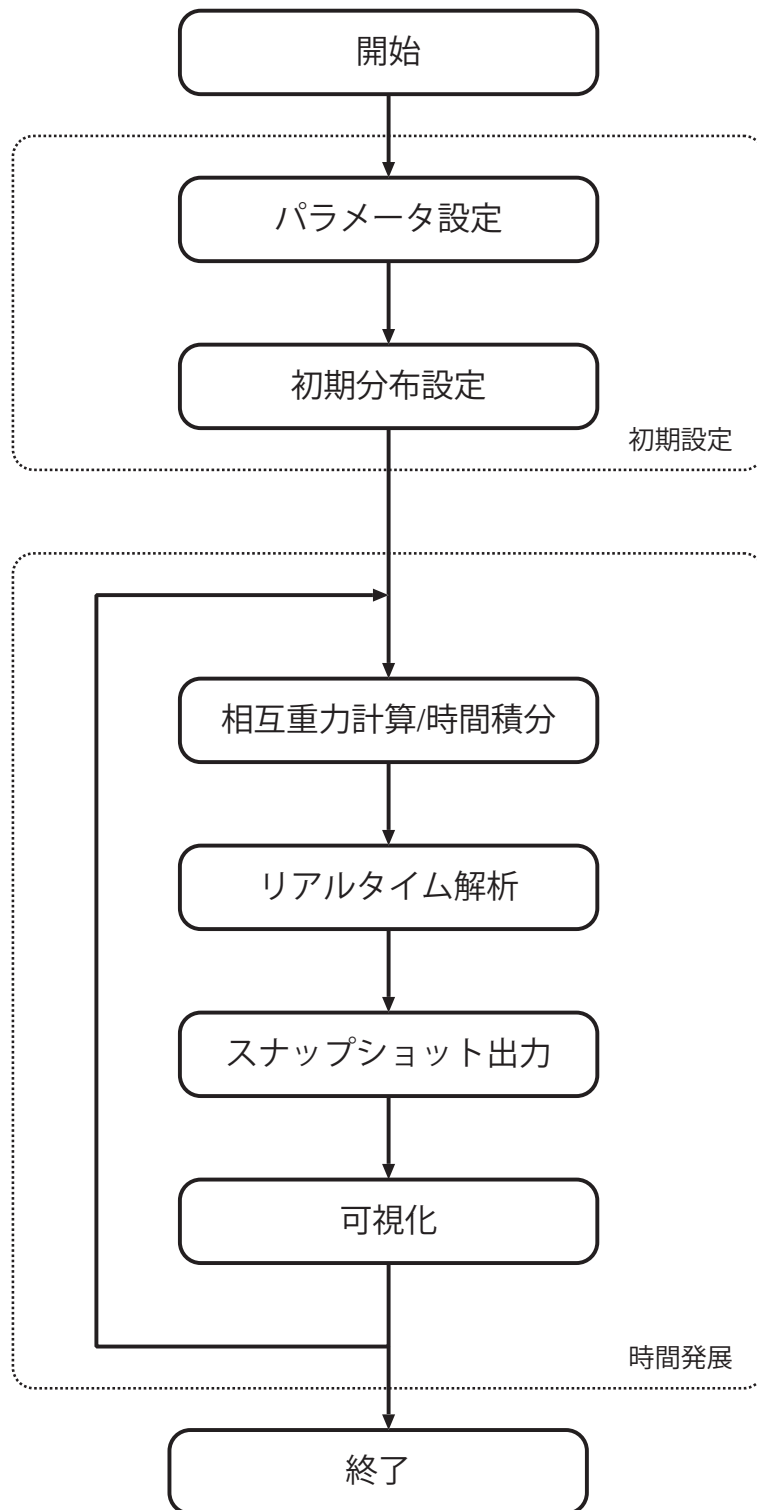 開始
パラメータ設定
初期分布設定
初期設定
相互重力計算/時間積分
リアルタイム解析
スナップショット出力
可視化
時間発展
終了